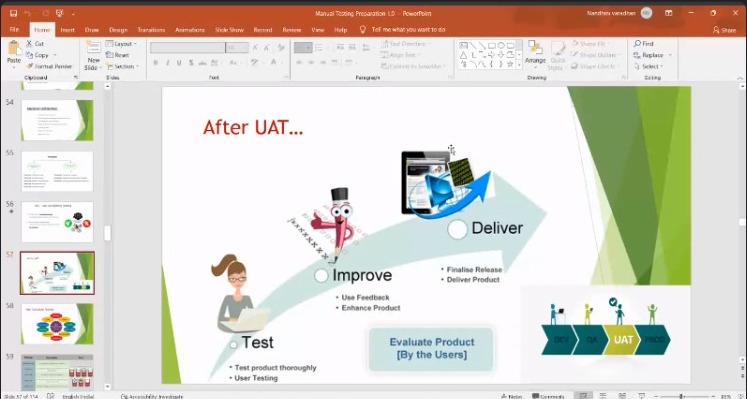 Manual Testing Preparation 1.0 - PowerPoint
Nandhini varadhan
File Home Insert Draw Design Transitions Animations Slide Show Record Review View Help Tell me what you want to do
Share
Cut
Copy
Format Painter
Paste
Clipboard
New
Slide
Layout
Reset
Section
Slides
Font
Text Direction
Align Text
Convert to SmartArt
Paragraph
Arrange
Quick
Styles
Shape Fill
Shape Outline
Shape Effects
Drawing
Find
Replace
Select
Editing
54
55
56
57
58
59
After UAT...
Deliver
Finalise Release
Deliver Product
Improve
Use Feedback
Enhance Product
Test
Test product thoroughly
User Testing
Evaluate Product
[By the Users]
DEV QA UAT PROD
Slide 57 of 114
English (India)
Accessibility: Investigate
Notes
Comments